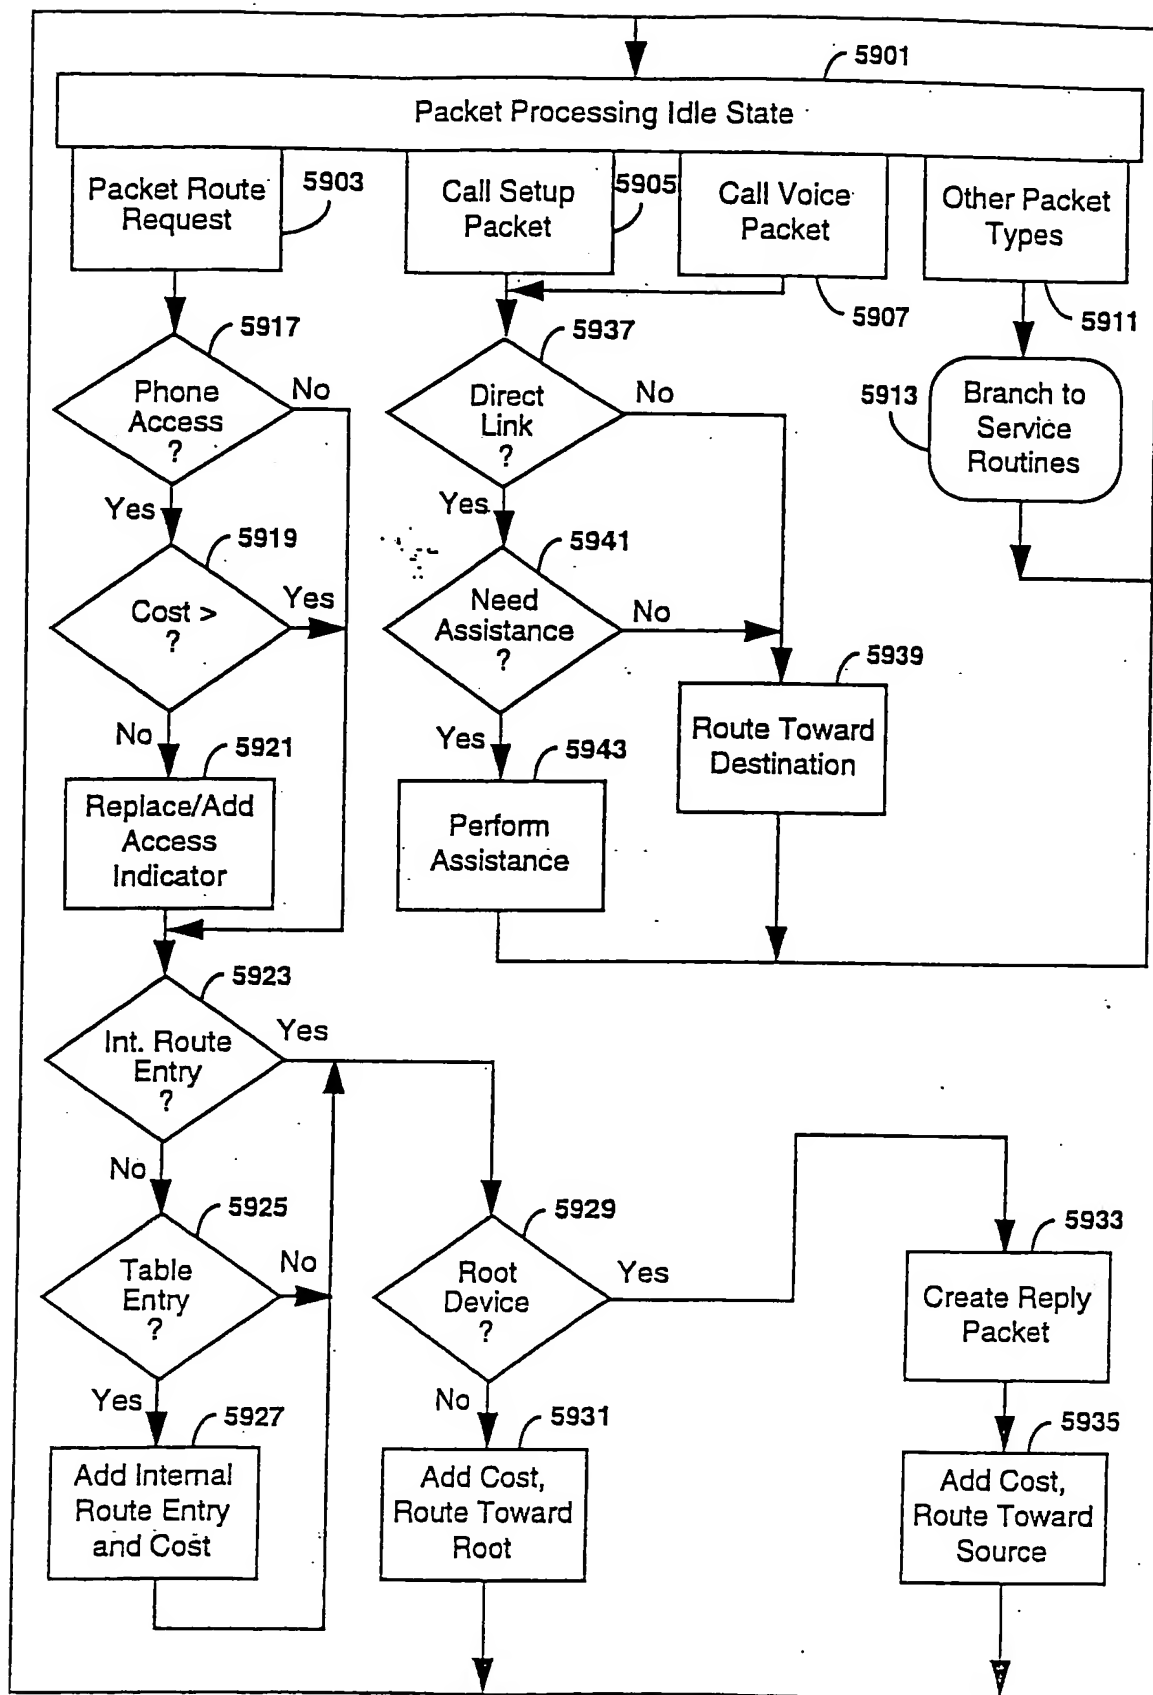 5901
Packet Processing Idle State
Packet Route
Request
5903
Call Setup
Packet
5905
Call Voice
Packet
5907
Other Packet
Types
5911
5917
Phone
Access
?
No
Yes
5919
Cost >
?
Yes
No
5921
Replace/Add
Access
Indicator
5937
Direct
Link
?
No
Yes
5941
Need
Assistance
?
No
Yes
5943
Perform
Assistance
5939
Route Toward
Destination
5913
Branch to
Service
Routines
5923
Int. Route
Entry
?
Yes
No
5925
Table
Entry
?
No
Yes
5927
Add Internal
Route Entry
and Cost
5929
Root
Device
?
Yes
No
5931
Add Cost,
Route Toward
Root
5933
Create Reply
Packet
5935
Add Cost,
Route Toward
Source